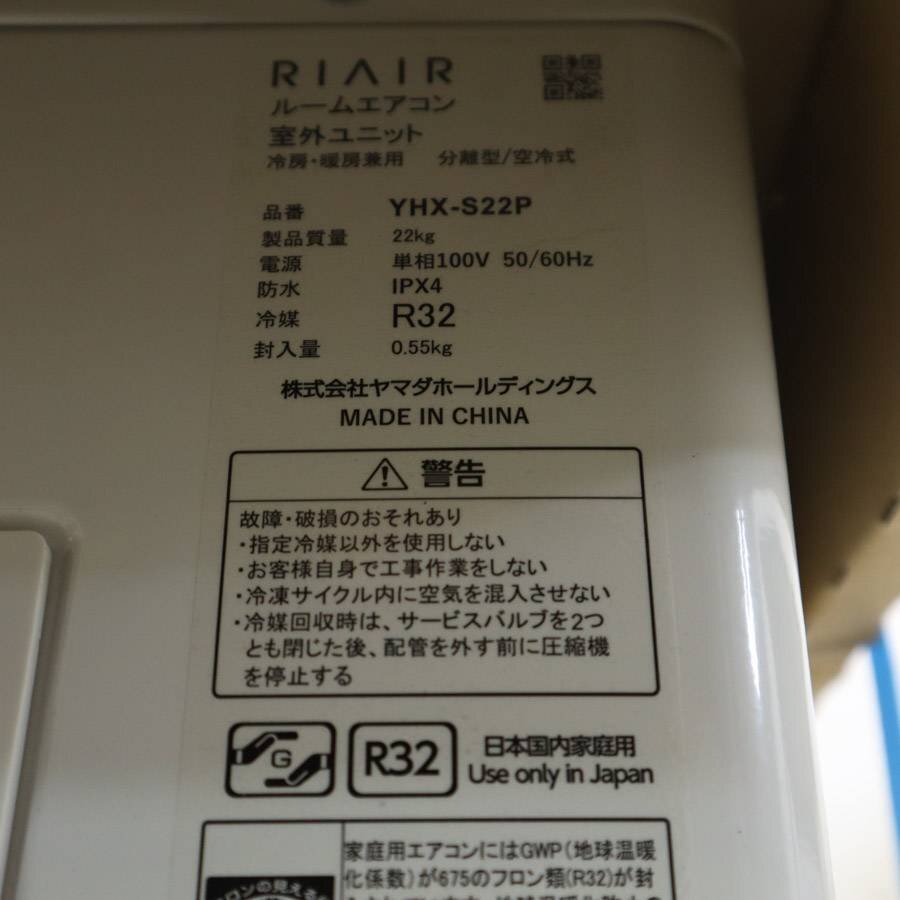 RIAIR
ルームエアコン
室外ユニット
冷房・暖房兼用 分離型/空冷式
品番 YHX-S22P
製品質量 22kg
電源 単相100V 50/60Hz
防水 IPX4
冷媒 R32
封入量 0.55kg
株式会社ヤマダホールディングス
MADE IN CHINA
警告
故障・破損のおそれあり
・指定冷媒以外を使用しない
・お客様自身で工事作業をしない
・冷凍サイクル内に空気を混入させない
・冷媒回収時は、サービスバルブを2つ
とも閉じた後、配管を外す前に圧縮機
を停止する
G
R32
日本国内家庭用
Use only in Japan
家庭用エアコンにはGWP(地球温暖
化係数)が675のフロン類(R32)が封
フロンの見える